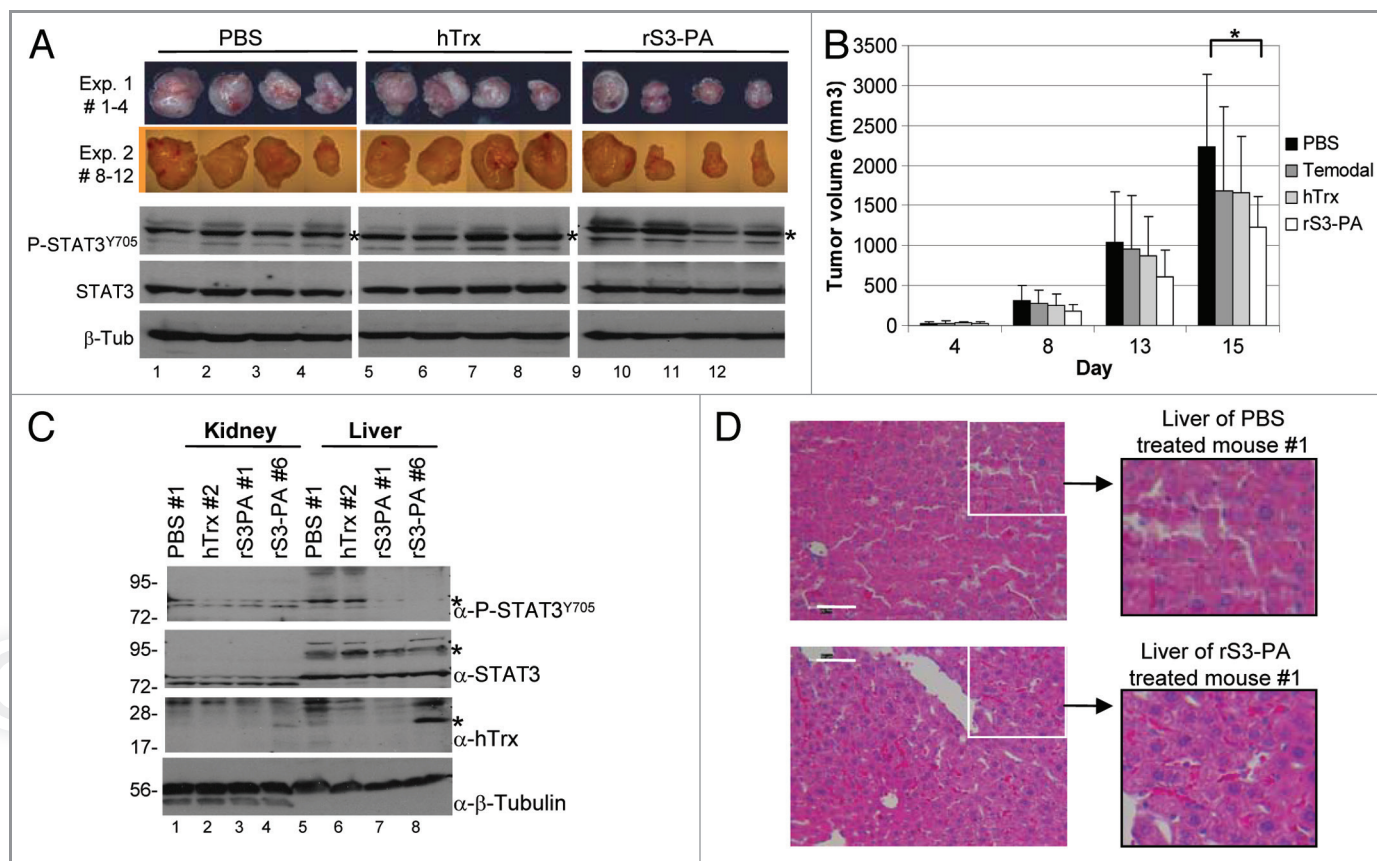 A
PBS hTrx rS3-PA
Exp. 1
# 1-4
Exp. 2
# 8-12
P-STAT3Y705 * * *
STAT3
β-Tub
1 2 3 4 5 6 7 8 9 10 11 12
B
Tumor volume (mm3)
3500
3000
2500
2000
1500
1000
500
0
4 8 13 15
Day
*
PBS
Temodal
hTrx
rS3-PA
C
Kidney Liver
PBS #1 hTrx #2 rS3PA #1 rS3-PA #6 PBS #1 hTrx #2 rS3PA #1 rS3-PA #6
95-
72-
*
α-P-STAT3Y705
95-
72-
*
α-STAT3
28-
17-
*
α-hTrx
56-
α-β-Tubulin
1 2 3 4 5 6 7 8
D
Liver of PBS
treated mouse #1
Liver of rS3-PA
treated mouse #1